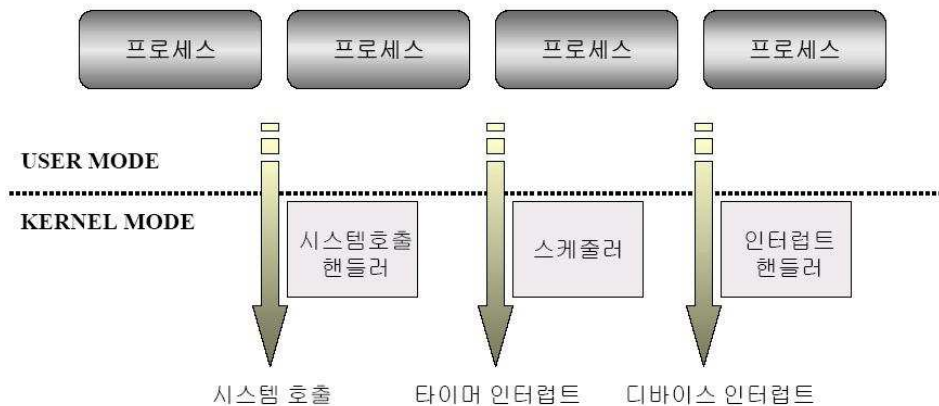 프로세스 프로세스 프로세스 프로세스
USER MODE
KERNEL MODE
시스템호출
핸들러
스케줄러
인터럽트
핸들러
시스템 호출 타이머 인터럽트 디바이스 인터럽트